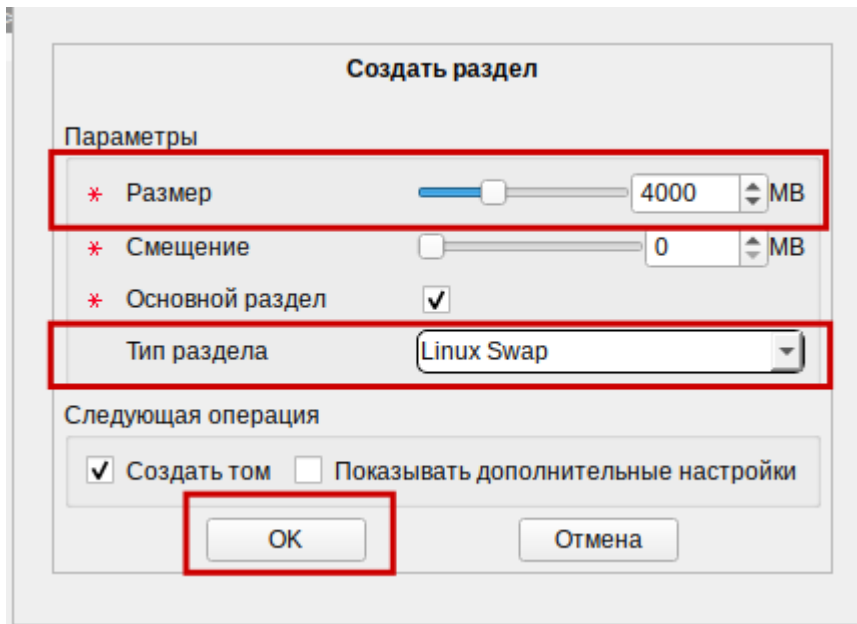 Создать раздел
Параметры
* Размер 4000 MB
* Смещение 0 MB
* Основной раздел
Тип раздела Linux Swap
Следующая операция
Создать том Показывать дополнительные настройки
OK Отмена